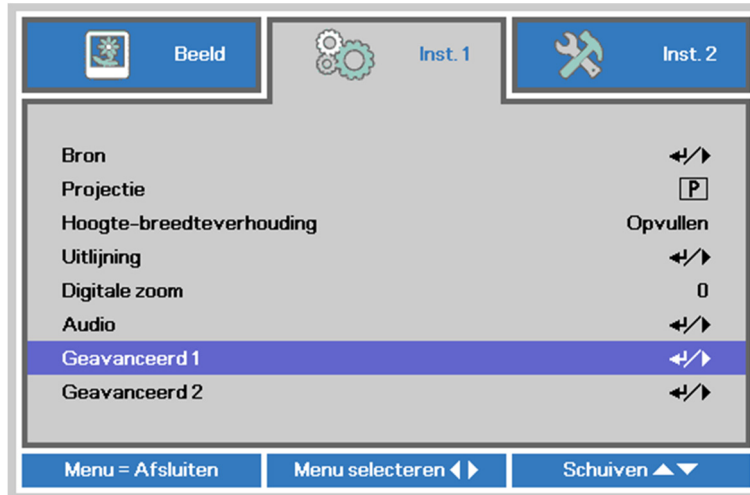 Beeld Inst. 1 Inst. 2
Bron
Projectie P
Hoogte-breedteverhouding Opvullen
Uitlijning
Digitale zoom 0
Audio
Geavanceerd 1
Geavanceerd 2
Menu = Afsluiten Menu selecteren Schuiven